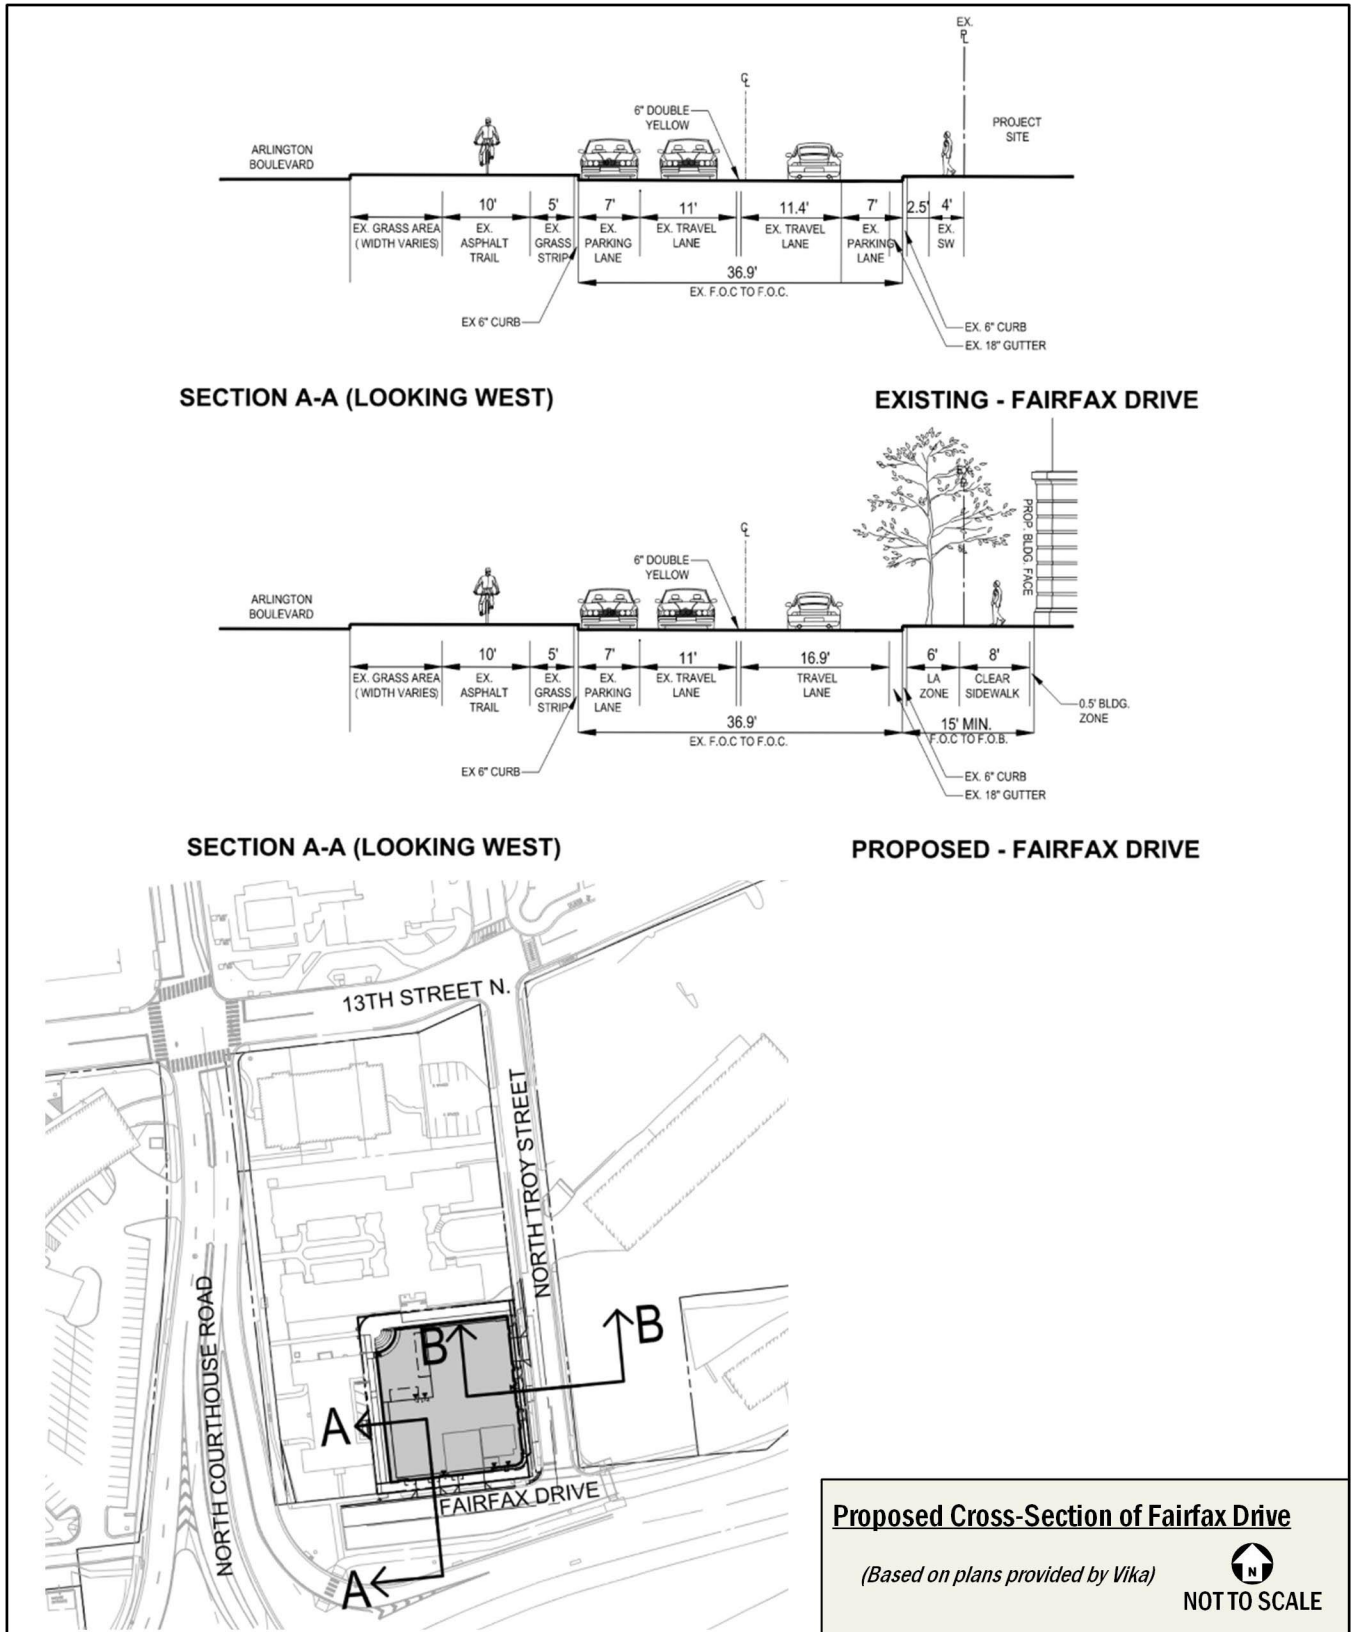 EX.
PL
CL
6" DOUBLE
YELLOW
ARLINGTON
BOULEVARD
PROJECT
SITE
10' 5' 7' 11' 11.4' 7' 2.5' 4'
EX. GRASS AREA
( WIDTH VARIES)
EX.
ASPHALT
TRAIL
EX.
GRASS
STRIP
EX.
PARKING
LANE
EX. TRAVEL
LANE
EX. TRAVEL
LANE
EX.
PARKING
LANE
EX.
SW
36.9'
EX. F.O.C TO F.O.C.
EX 6" CURB
EX. 6" CURB
EX. 18" GUTTER
SECTION A-A (LOOKING WEST)
EXISTING - FAIRFAX DRIVE
CL
6" DOUBLE
YELLOW
ARLINGTON
BOULEVARD
PROP. BLDG. FACE
10' 5' 7' 11' 16.9' 6' 8'
EX. GRASS AREA
( WIDTH VARIES)
EX.
ASPHALT
TRAIL
EX.
GRASS
STRIP
EX.
PARKING
LANE
EX. TRAVEL
LANE
TRAVEL
LANE
LA
ZONE
CLEAR
SIDEWALK
0.5' BLDG.
ZONE
36.9'
EX. F.O.C TO F.O.C.
15' MIN.
F.O.C TO F.O.B.
EX 6" CURB
EX. 6" CURB
EX. 18" GUTTER
SECTION A-A (LOOKING WEST)
PROPOSED - FAIRFAX DRIVE
13TH STREET N.
NORTH TROY STREET
NORTH COURTHOUSE ROAD
B
B
A
A
FAIRFAX DRIVE
Proposed Cross-Section of Fairfax Drive
(Based on plans provided by Vika)
N
NOT TO SCALE